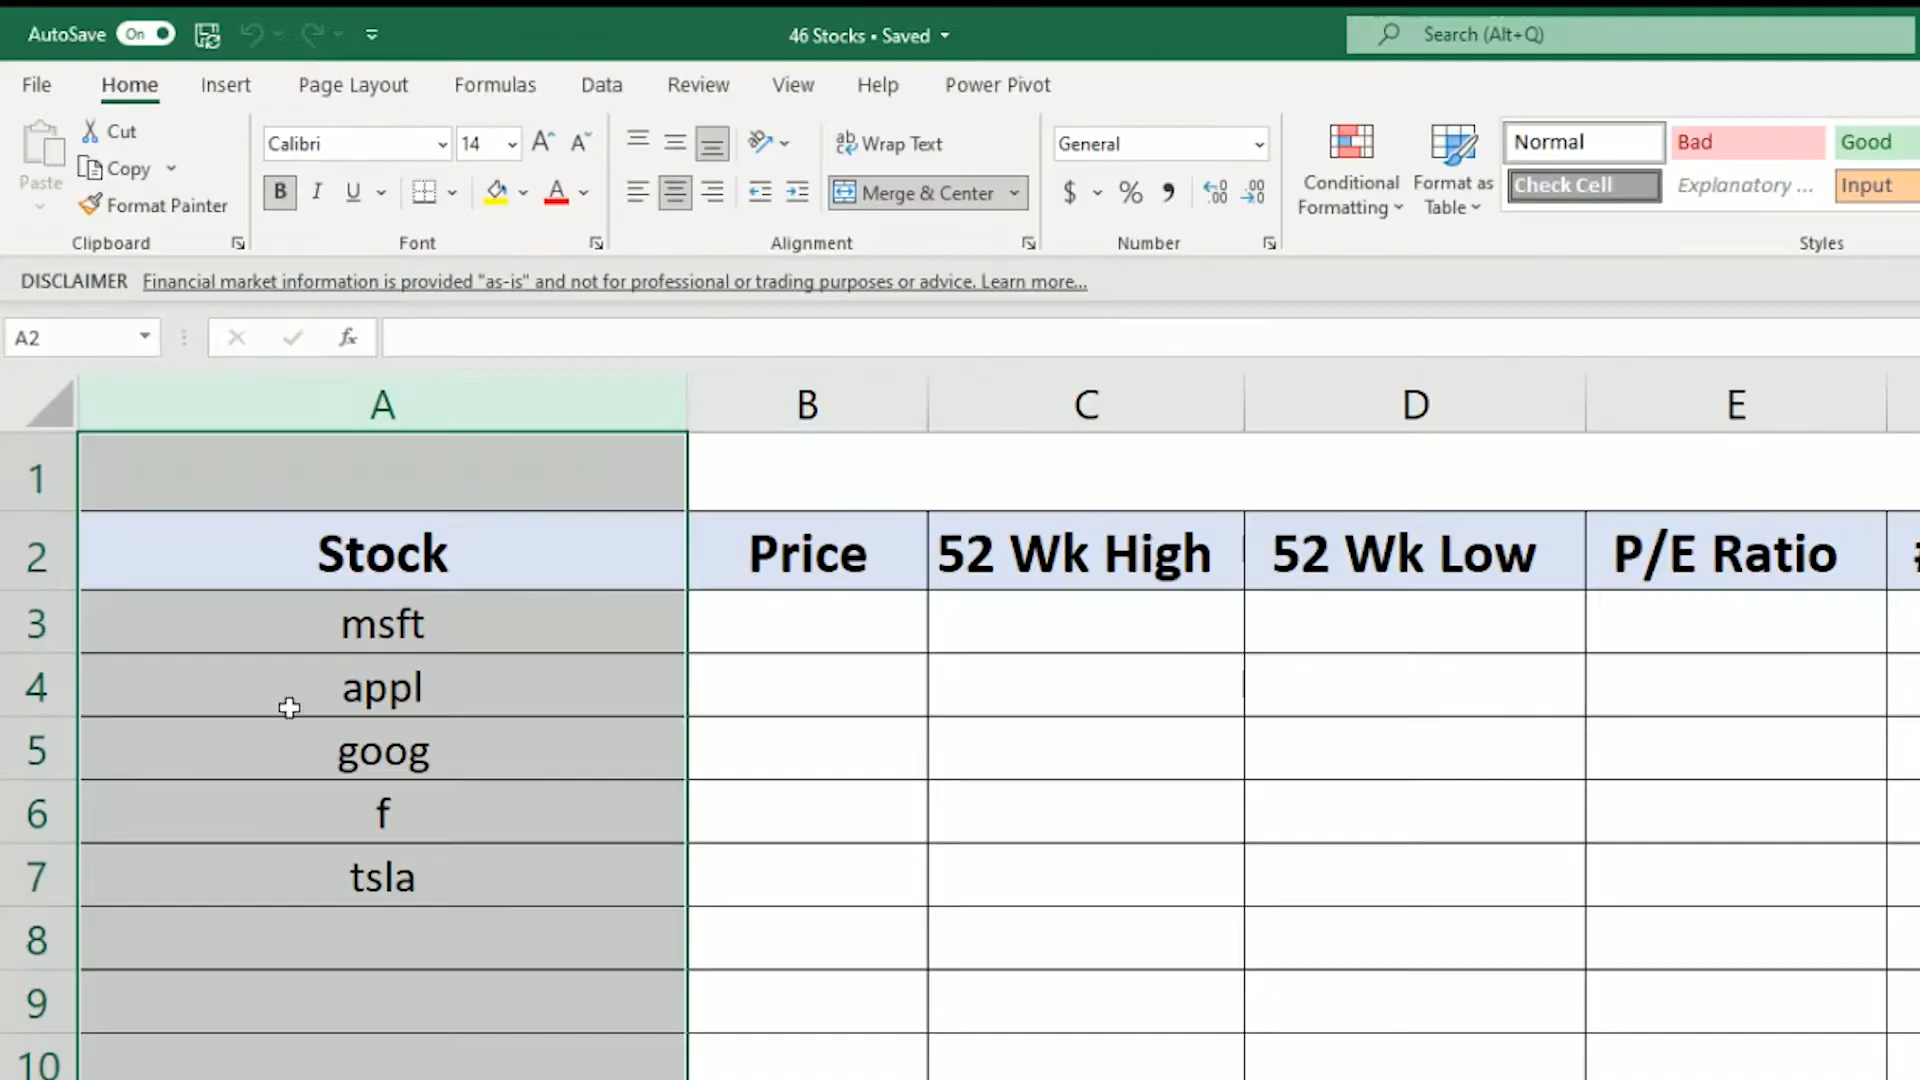 AutoSave On 46 Stocks • Saved Search (Alt+Q)
File Home Insert Page Layout Formulas Data Review View Help Power Pivot
Paste Cut Copy Format Painter Clipboard
Calibri 14 A A B I U A Font
ab Wrap Text Merge & Center Alignment
General $ % 9 .00 Number
Conditional Formatting Format as Table
Normal Bad Good
Check Cell Explanatory ... Input
Styles
DISCLAIMER Financial market information is provided "as-is" and not for professional or trading purposes or advice. Learn more...
A2 fx
A B C D E
1
2 Stock Price 52 Wk High 52 Wk Low P/E Ratio
3 msft
4 appl
5 goog
6 f
7 tsla
8
9
10